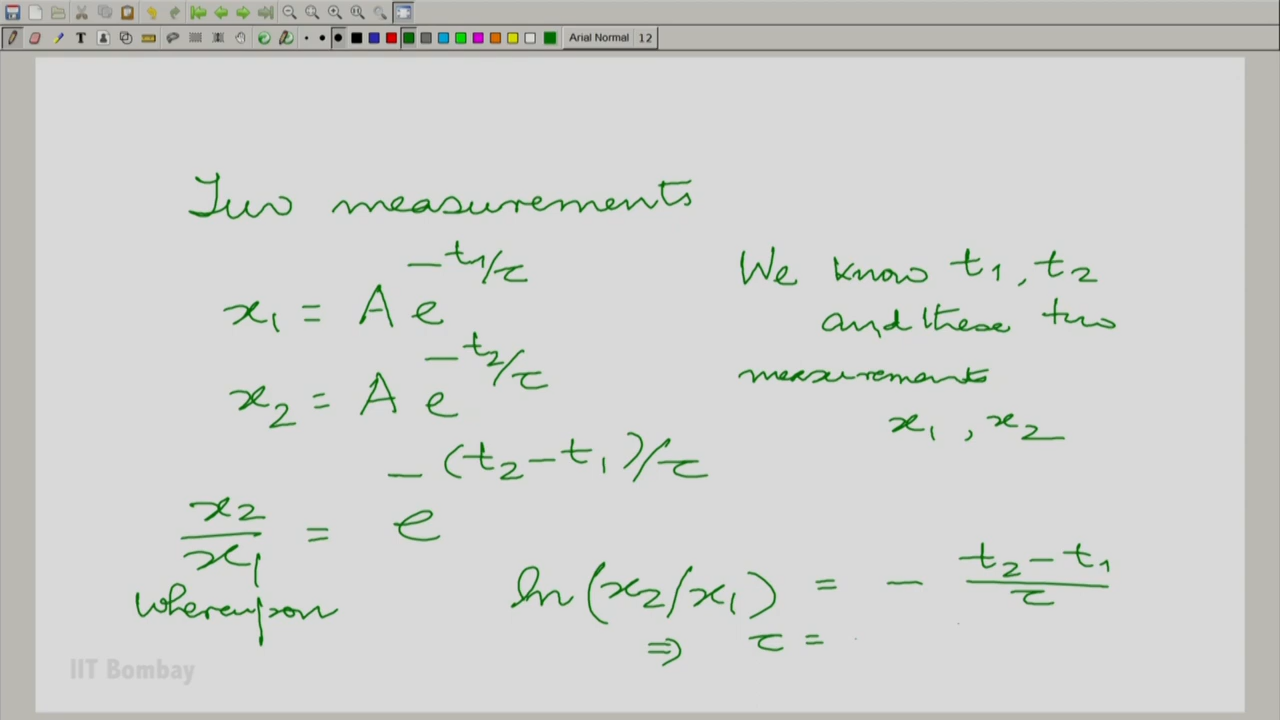 Arial Normal 12
Two measurements
x₁ = A e^(-t₁/τ)
We know t₁, t₂
and these two
measurements
x₁, x₂
x₂ = A e^(-t₂/τ)
x₂/x₁ = e^(-(t₂-t₁)/τ)
whereupon
ln(x₂/x₁) = - (t₂-t₁)/τ
⇒ τ =
IIT Bombay